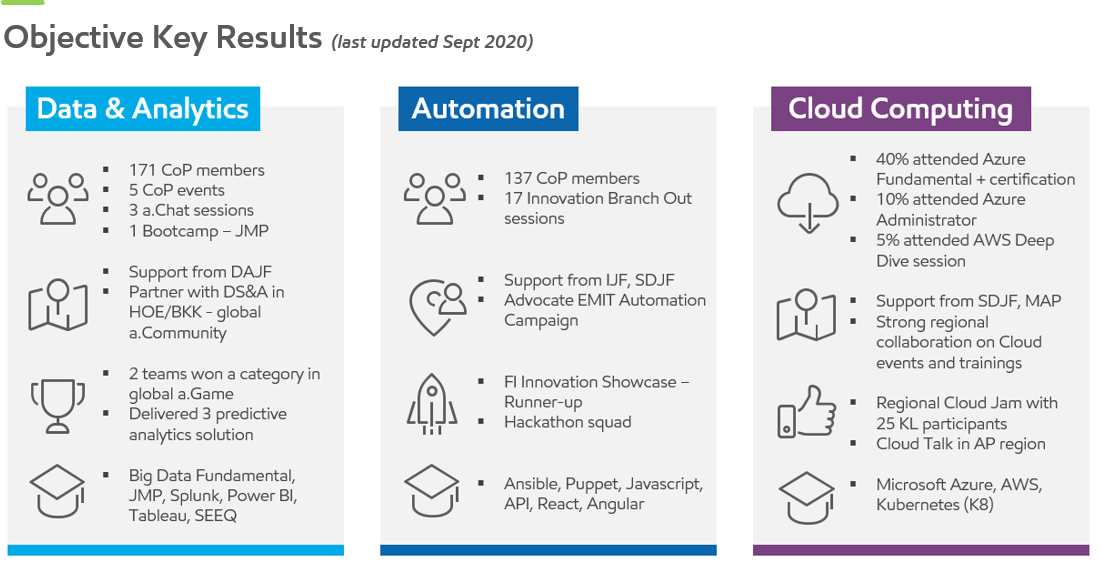 Objective Key Results (last updated Sept 2020)
Data & Analytics
▪ 171 CoP members
▪ 5 CoP events
▪ 3 a.Chat sessions
▪ 1 Bootcamp – JMP
▪ Support from DAJF
▪ Partner with DS&A in
HOE/BKK - global
a.Community
▪ 2 teams won a category in
global a.Game
▪ Delivered 3 predictive
analytics solution
▪ Big Data Fundamental,
JMP, Splunk, Power BI,
Tableau, SEEQ
Automation
▪ 137 CoP members
▪ 17 Innovation Branch Out
sessions
▪ Support from IJF, SDJF
▪ Advocate EMIT Automation
Campaign
▪ FI Innovation Showcase –
Runner-up
▪ Hackathon squad
▪ Ansible, Puppet, Javascript,
API, React, Angular
Cloud Computing
▪ 40% attended Azure
Fundamental + certification
▪ 10% attended Azure
Administrator
▪ 5% attended AWS Deep
Dive session
▪ Support from SDJF, MAP
▪ Strong regional
collaboration on Cloud
events and trainings
▪ Regional Cloud Jam with
25 KL participants
▪ Cloud Talk in AP region
▪ Microsoft Azure, AWS,
Kubernetes (K8)